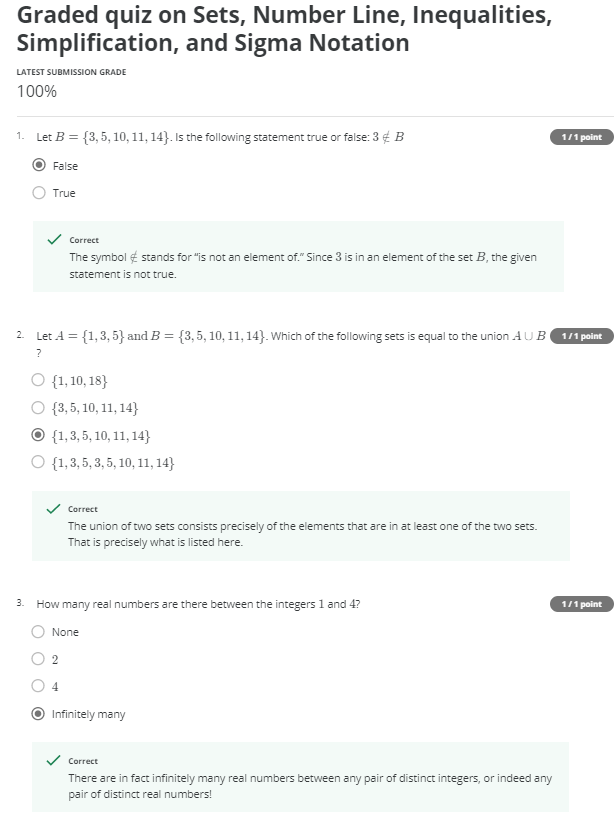 Graded quiz on Sets, Number Line, Inequalities,
Simplification, and Sigma Notation
LATEST SUBMISSION GRADE
100%
1. Let B = {3, 5, 10, 11, 14}. Is the following statement true or false: 3 ∉ B
1 / 1 point
False
True
Correct
The symbol ∉ stands for "is not an element of." Since 3 is in an element of the set B, the given
statement is not true.
2. Let A = {1, 3, 5} and B = {3, 5, 10, 11, 14}. Which of the following sets is equal to the union A ∪ B
1 / 1 point
?
{1, 10, 18}
{3, 5, 10, 11, 14}
{1, 3, 5, 10, 11, 14}
{1, 3, 5, 3, 5, 10, 11, 14}
Correct
The union of two sets consists precisely of the elements that are in at least one of the two sets.
That is precisely what is listed here.
3. How many real numbers are there between the integers 1 and 4?
1 / 1 point
None
2
4
Infinitely many
Correct
There are in fact infinitely many real numbers between any pair of distinct integers, or indeed any
pair of distinct real numbers!